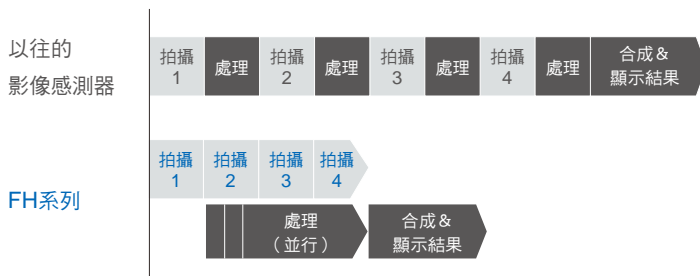 以往的
影像感測器
拍攝
1
處理
拍攝
2
處理
拍攝
3
處理
拍攝
4
處理
合成&
顯示結果
FH系列
拍攝
1
拍攝
2
拍攝
3
拍攝
4
處理
(並行)
合成&
顯示結果